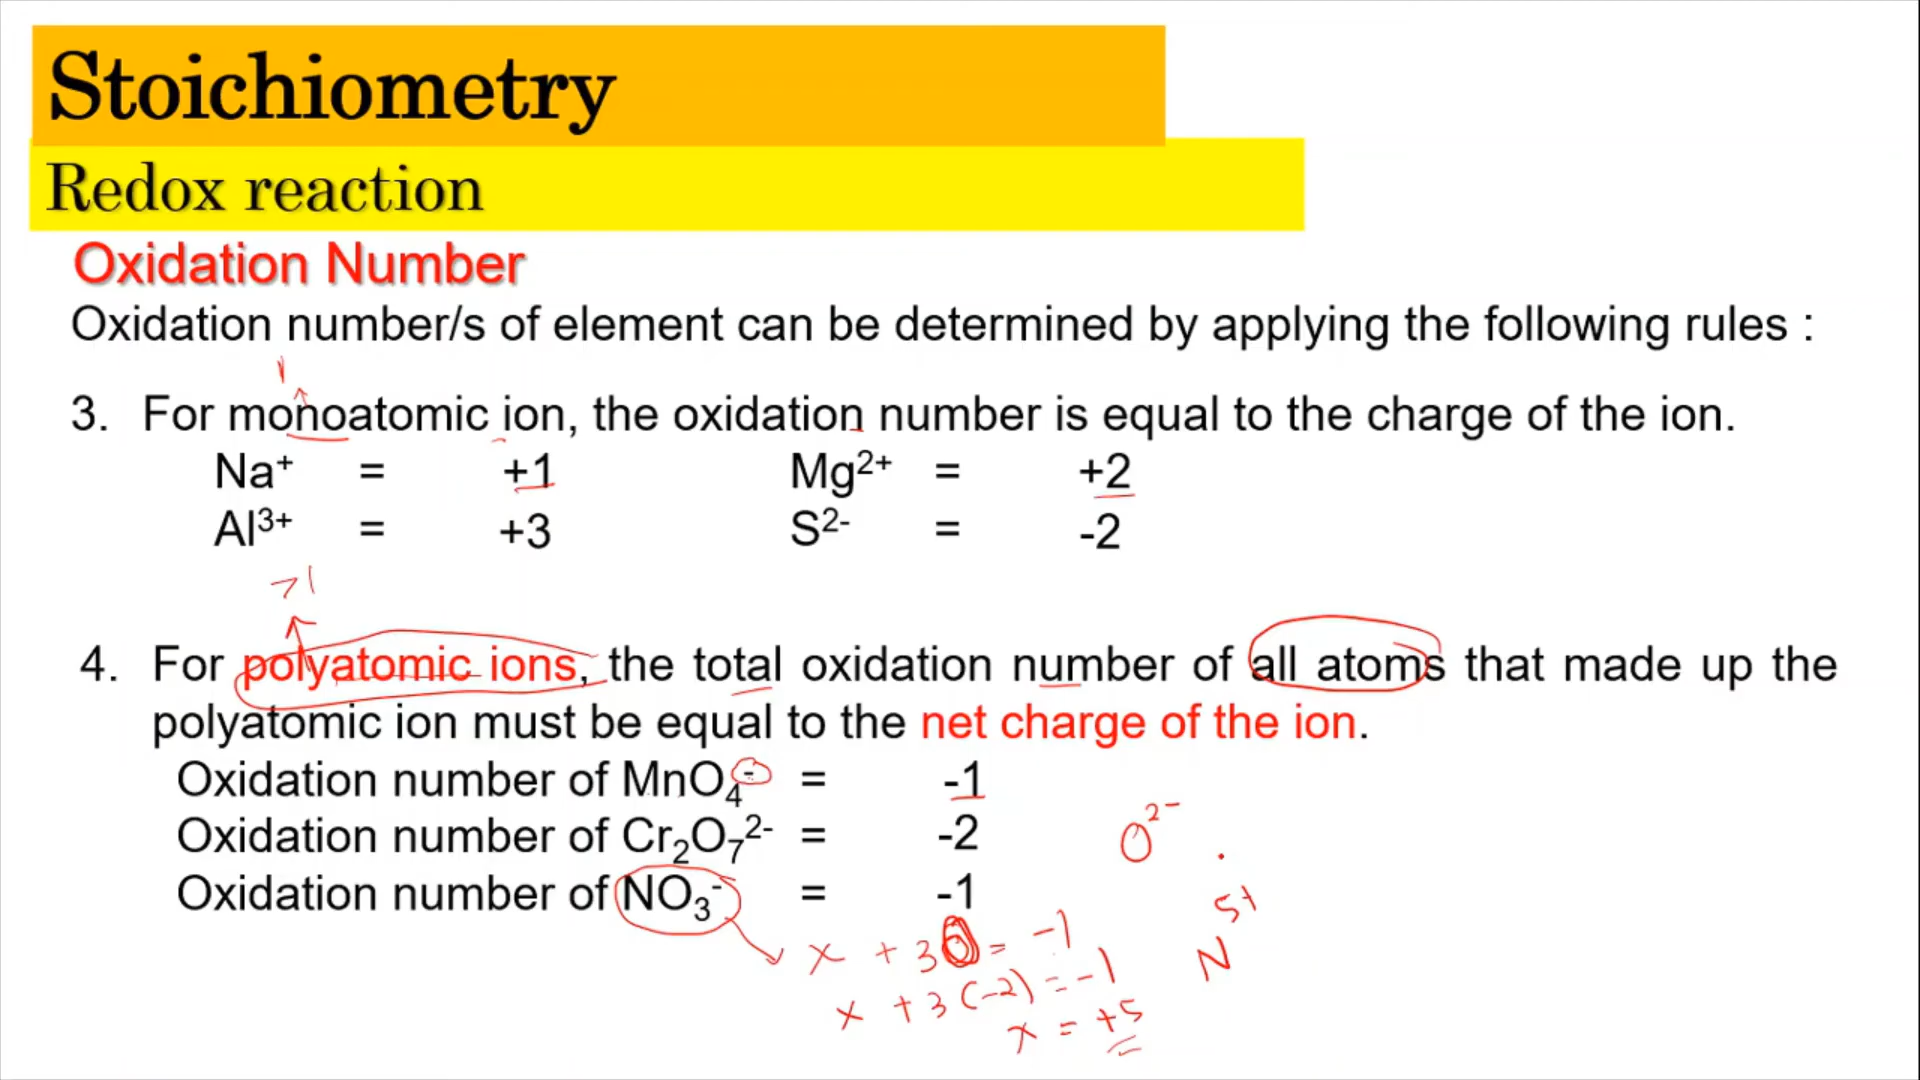 Stoichiometry
Redox reaction
Oxidation Number
Oxidation number/s of element can be determined by applying the following rules :
1
3. For monoatomic ion, the oxidation number is equal to the charge of the ion.
Na⁺ = +1 Mg²⁺ = +2
Al³⁺ = +3 S²⁻ = -2
>1
4. For polyatomic ions, the total oxidation number of all atoms that made up the
polyatomic ion must be equal to the net charge of the ion.
Oxidation number of MnO₄⁻ = -1
Oxidation number of Cr₂O₇²⁻ = -2
O²⁻
Oxidation number of NO₃⁻ = -1
N⁵⁺
x + 3O = -1
x + 3(-2) = -1
x = +5